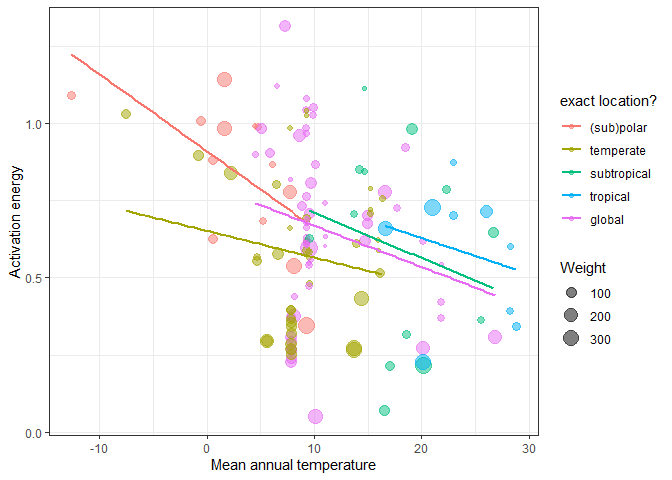 1.0
0.5
0.0
Activation energy
-10
0
10
20
30
Mean annual temperature
exact location?
(sub)polar
temperate
subtropical
tropical
global
Weight
100
200
300